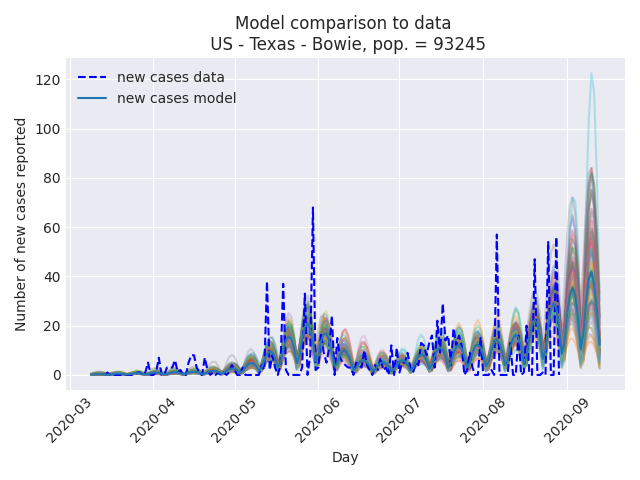 Model comparison to data
US - Texas - Bowie, pop. = 93245
new cases data
new cases model
Number of new cases reported
120
100
80
60
40
20
0
2020-03
2020-04
2020-05
2020-06
2020-07
2020-08
2020-09
Day